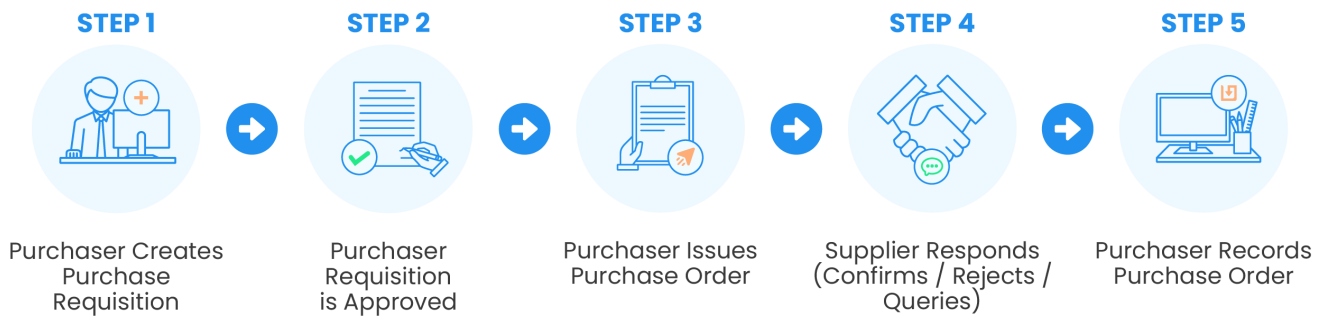 STEP 1
Purchaser Creates
Purchase
Requisition
STEP 2
Purchaser
Requisition
is Approved
STEP 3
Purchaser Issues
Purchase Order
STEP 4
Supplier Responds
(Confirms / Rejects /
Queries)
STEP 5
Purchaser Records
Purchase Order